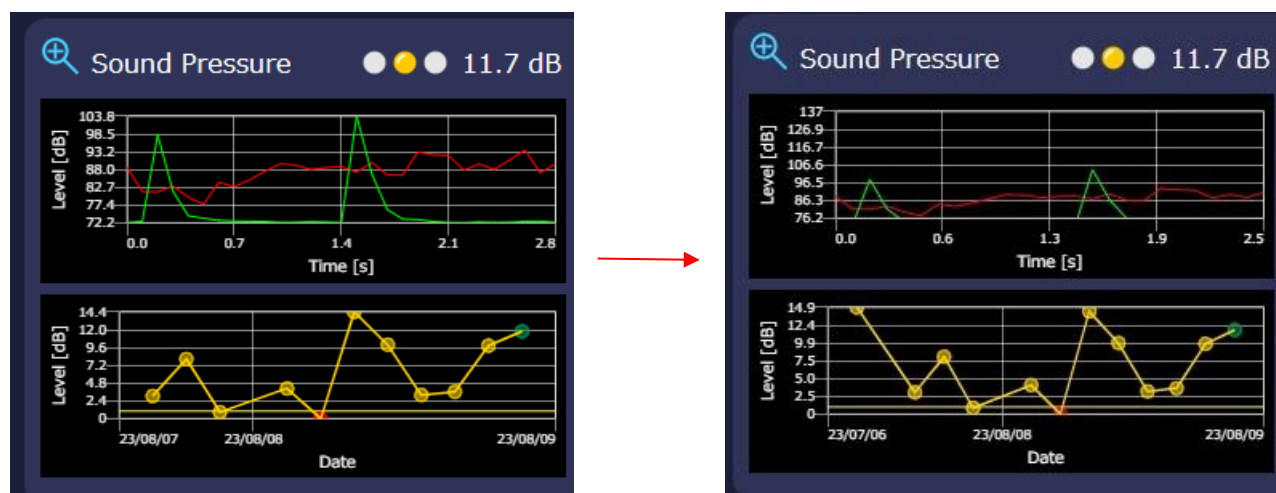 Sound Pressure 11.7 dB
Level [dB]
103.8
98.5
93.2
88.0
82.7
77.4
72.2
0.0 0.7 1.4 2.1 2.8
Time [s]
Level [dB]
14.4
12.0
9.6
7.2
4.8
2.4
0
23/08/07 23/08/08 23/08/09
Date
Sound Pressure 11.7 dB
Level [dB]
137
126.9
116.7
106.6
96.5
86.3
76.2
0.0 0.6 1.3 1.9 2.5
Time [s]
Level [dB]
14.9
12.4
9.9
7.5
5.0
2.5
0
23/07/06 23/08/08 23/08/09
Date